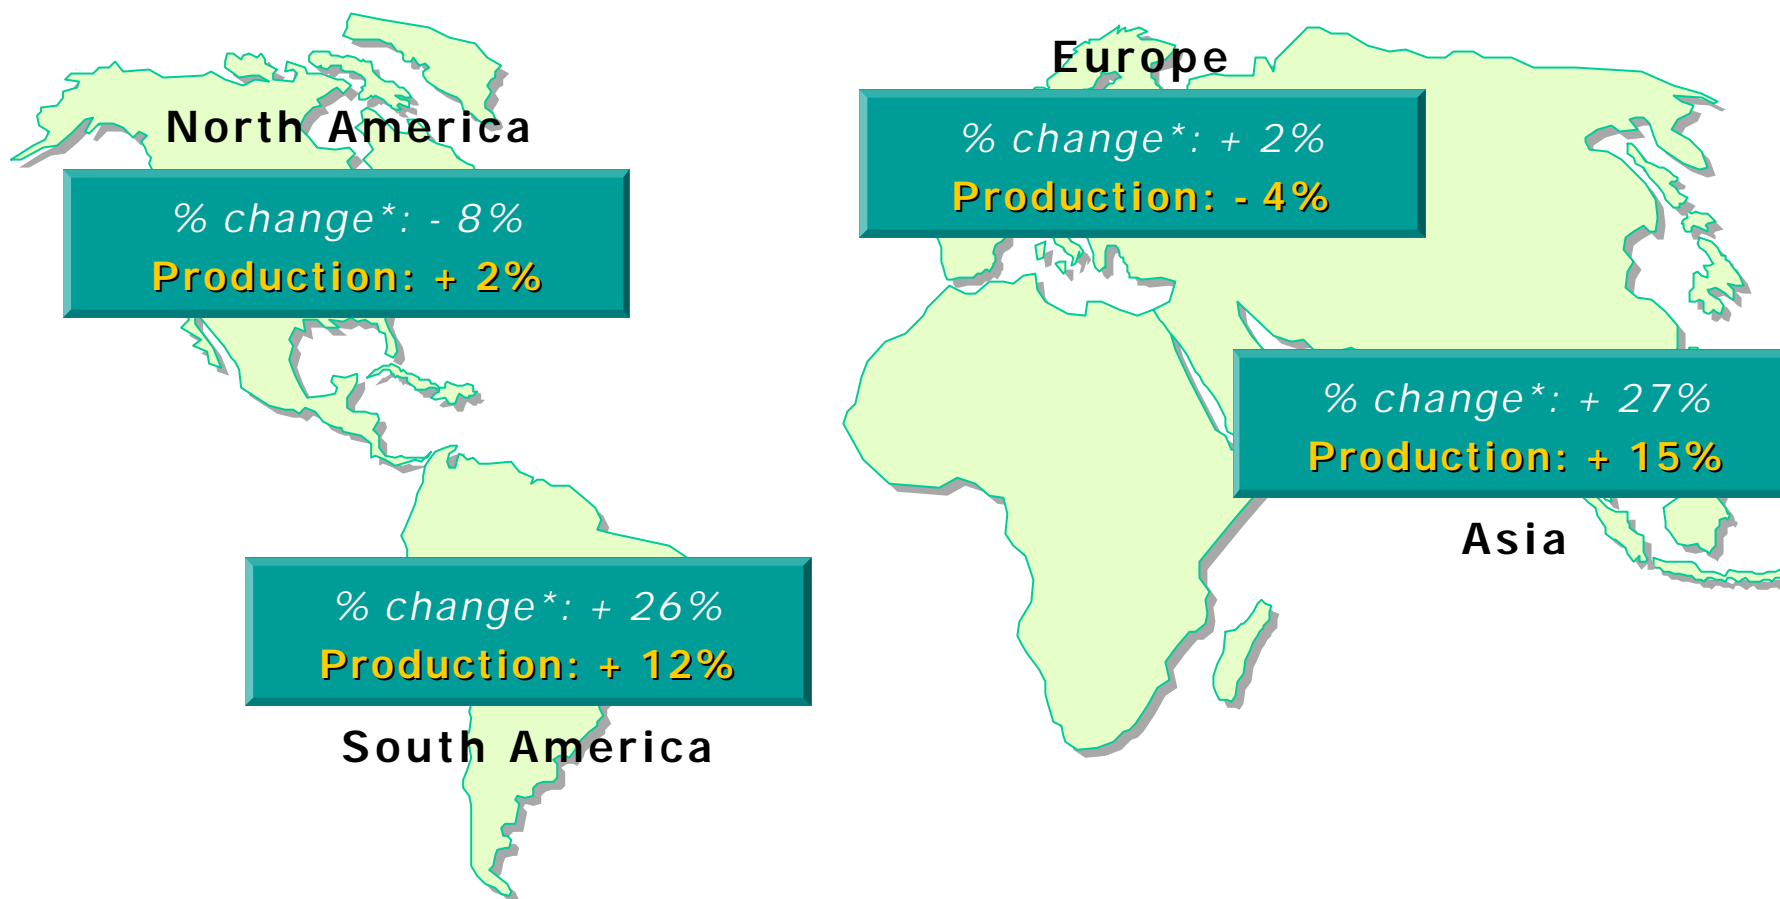 North America
% change*: - 8%
Production: + 2%
Europe
% change*: + 2%
Production: - 4%
% change*: + 27%
Production: + 15%
Asia
% change*: + 26%
Production: + 12%
South America